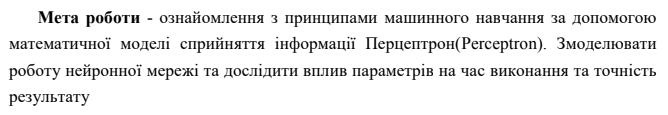 Мета роботи - ознайомлення з принципами машинного навчання за допомогою
математичної моделі сприйняття інформації Перцептрон(Perceptron). Змоделювати
роботу нейронної мережі та дослідити вплив параметрів на час виконання та точність
результату